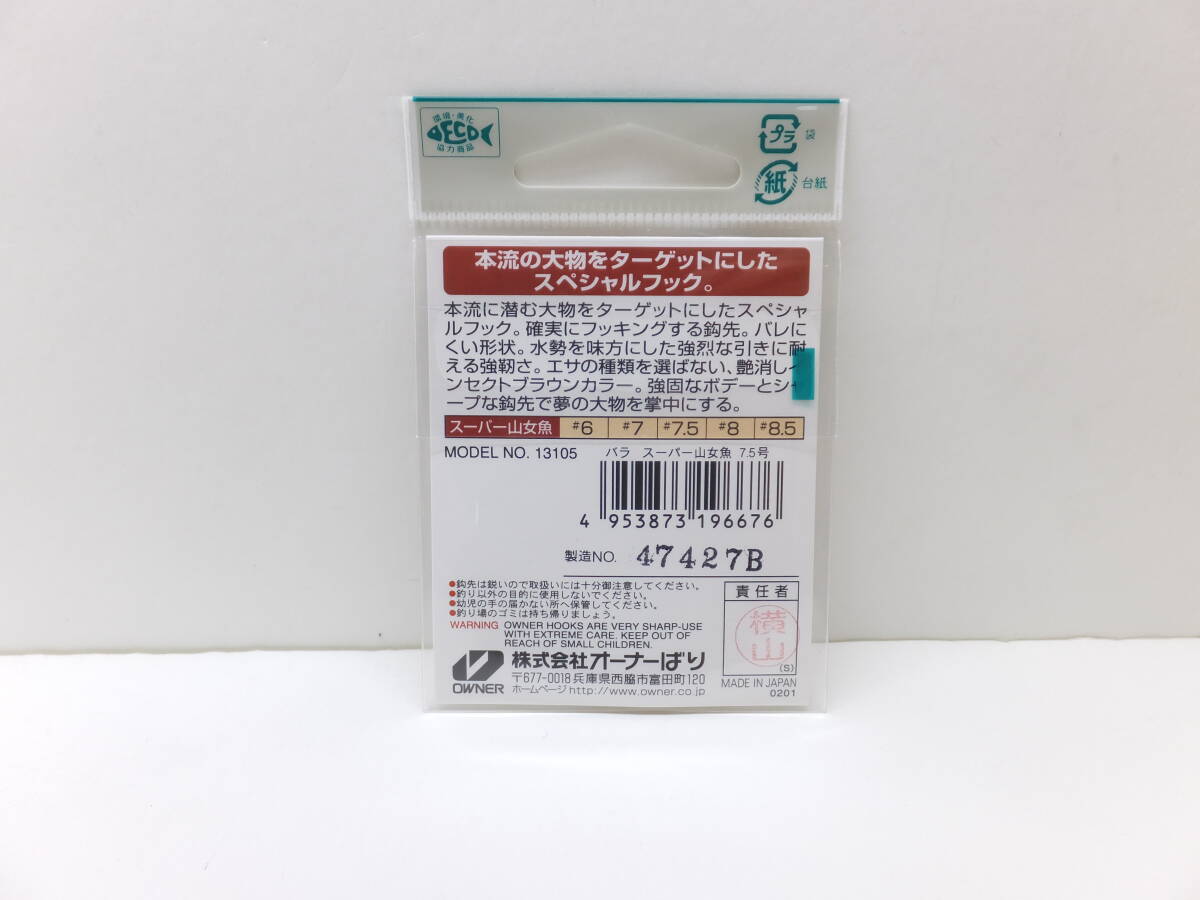 環境・美化
ECO
協力商品
プラ
袋
紙
台紙
本流の大物をターゲットにした
スペシャルフック。
本流に潜む大物をターゲットにしたスペシャ
ルフック。確実にフッキングする鈎先。バレに
くい形状。水勢を味方にした強烈な引きに耐
える強靭さ。エサの種類を選ばない、艶消しイ
ンセクトブラウンカラー。強固なボデーとシャ
ープな鈎先で夢の大物を掌中にする。
スーパー山女魚 #6 #7 #7.5 #8 #8.5
MODEL NO. 13105 バラ スーパー山女魚 7.5号
4 953873 196676
製造NO. 47427B
●鈎先は鋭いので取扱いには十分御注意してください。
●釣り以外の目的に使用しないでください。
●幼児の手の届かない所へ保管してください。
●釣り場のゴミは持ち帰りましょう。
WARNING OWNER HOOKS ARE VERY SHARP-USE
WITH EXTREME CARE. KEEP OUT OF
REACH OF SMALL CHILDREN.
責任者
横山
(S)
OWNER
株式会社オーナーばり
〒677-0018兵庫県西脇市富田町120
ホームページhttp://www.owner.co.jp
MADE IN JAPAN
0201